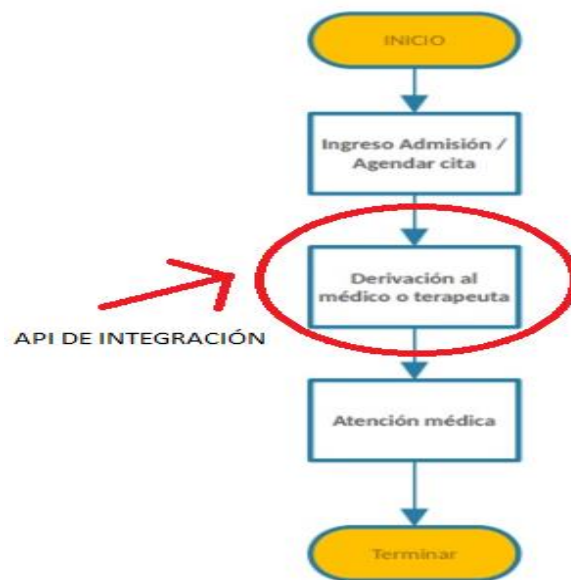 INICIO
Ingreso Admisión /
Agendar cita
Derivación al
médico o terapeuta
API DE INTEGRACIÓN
Atención médica
Terminar